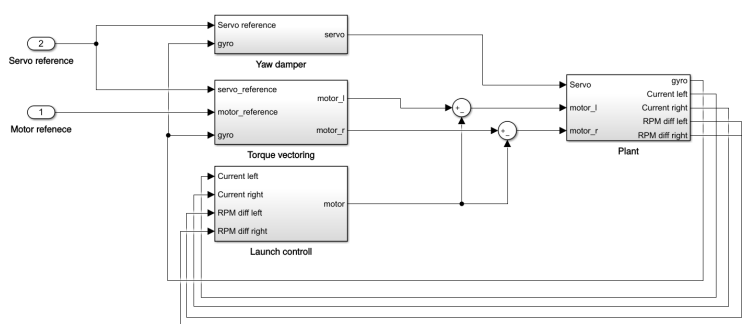 2
Servo reference
1
Motor refenece
Servo reference
gyro
servo
Yaw damper
servo_reference
motor_reference
gyro
motor_l
motor_r
Torque vectoring
Current left
Current right
RPM diff left
RPM diff right
motor
Launch controll
+
−
+
−
Servo
motor_l
motor_r
gyro
Current left
Current right
RPM diff left
RPM diff right
Plant